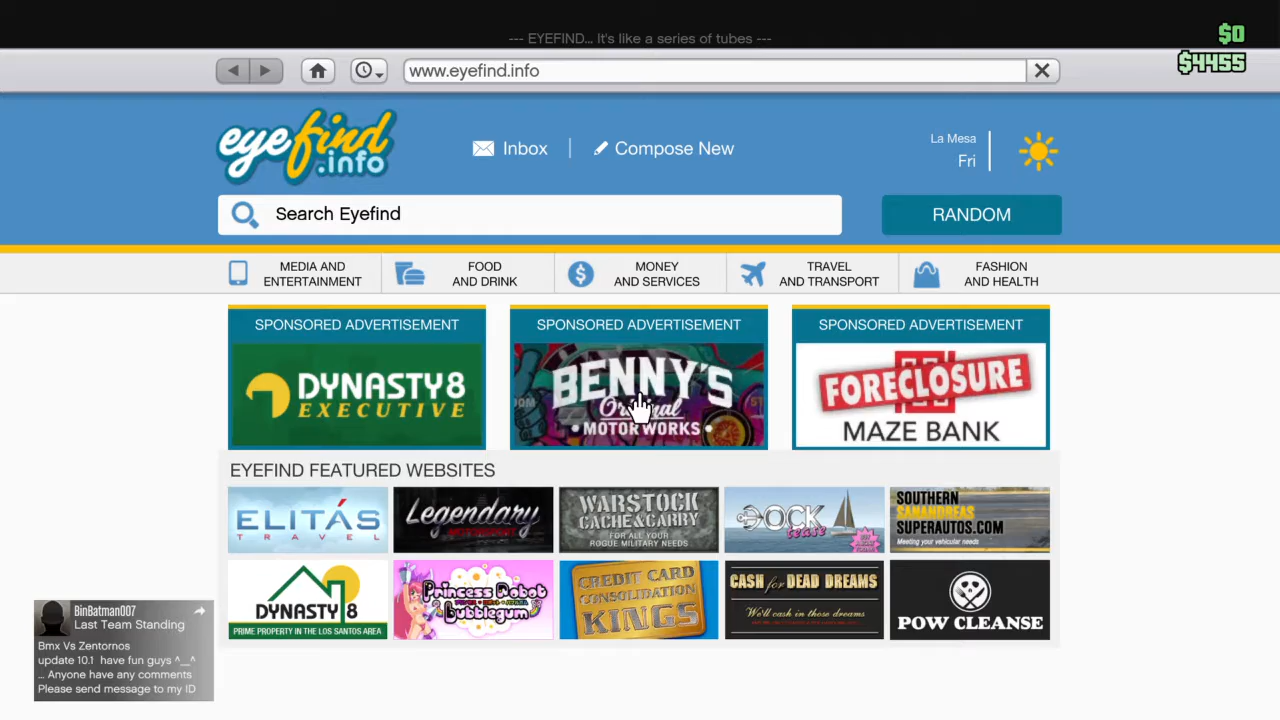 --- EYEFIND... It's like a series of tubes ---
$0
$4455
www.eyefind.info
eyefind
.info
Inbox
Compose New
La Mesa
Fri
Search Eyefind
RANDOM
MEDIA AND
ENTERTAINMENT
FOOD
AND DRINK
MONEY
AND SERVICES
TRAVEL
AND TRANSPORT
FASHION
AND HEALTH
SPONSORED ADVERTISEMENT
DYNASTY 8
EXECUTIVE
SPONSORED ADVERTISEMENT
BENNY'S
Original
MOTORWORKS
SPONSORED ADVERTISEMENT
FORECLOSURE
MAZE BANK
EYEFIND FEATURED WEBSITES
ELITÁS
TRAVEL
Legendary
WARSTOCK
CACHE&CARRY
FOR ALL YOUR
ROGUE MILITARY NEEDS
DOCK
tease
SOUTHERN
SANANDREAS
SUPERAUTOS.COM
Meeting your vehicular needs
DYNASTY 8
PRIME PROPERTY IN THE LOS SANTOS AREA
Princess Robot
Bubblegum
CREDIT CARD
CONSOLIDATION
KINGS
CASH for DEAD DREAMS
We'll cash in those dreams
POW CLEANSE
BinBatman007
Last Team Standing
Bmx Vs Zentornos
update 10.1 have fun guys ^__^
... Anyone have any comments
Please send message to my ID